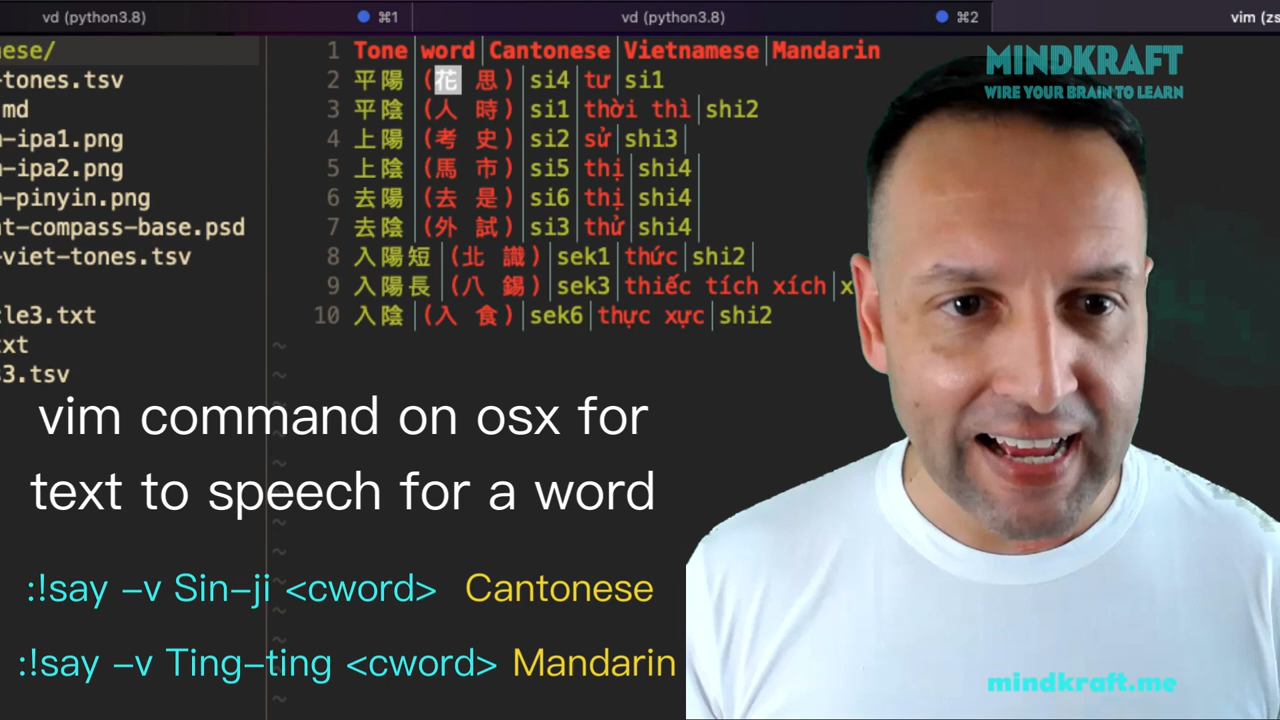 vd (python3.8) ⌘1 vd (python3.8) ⌘2 vim (zs
nese/
-tones.tsv
md
-ipa1.png
-ipa2.png
-pinyin.png
t-compass-base.psd
-viet-tones.tsv
le3.txt
xt
s3.tsv
1 Tone |word|Cantonese|Vietnamese|Mandarin
2 平陽 |(花 思)|si4|tư|si1
3 平陰 |(人 時)|si1|thời thì|shi2
4 上陽 |(考 史)|si2|sử|shi3|
5 上陰 |(馬 市)|si5|thị|shi4
6 去陽 |(去 是)|si6|thị|shi4
7 去陰 |(外 試)|si3|thử|shi4
8 入陽短 |(北 識)|sek1|thức|shi2|
9 入陽長 |(八 錫)|sek3|thiếc tích xích|x
10 入陰 |(入 食)|sek6|thực xực|shi2
~
~
~
~
~
~
~
~
~
~
~
~
~
MINDKRAFT
WIRE YOUR BRAIN TO LEARN
vim command on osx for
text to speech for a word
:!say -v Sin-ji <cword> Cantonese
:!say -v Ting-ting <cword> Mandarin
mindkraft.me